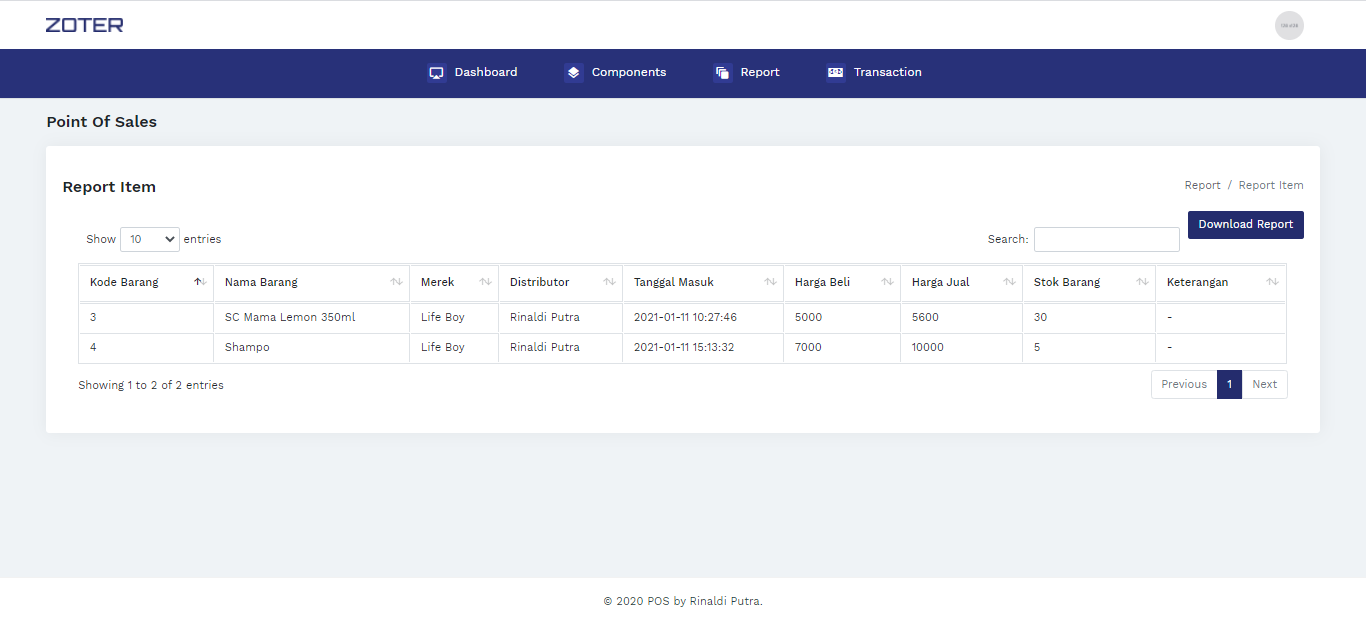 ZOTER
Dashboard Components Report Transaction
Point Of Sales
Report Item
Report / Report Item
Download Report
Show 10 entries
Search:
Kode Barang Nama Barang Merek Distributor Tanggal Masuk Harga Beli Harga Jual Stok Barang Keterangan
3 SC Mama Lemon 350ml Life Boy Rinaldi Putra 2021-01-11 10:27:46 5000 5600 30 -
4 Shampo Life Boy Rinaldi Putra 2021-01-11 15:13:32 7000 10000 5 -
Showing 1 to 2 of 2 entries
Previous 1 Next
© 2020 POS by Rinaldi Putra.